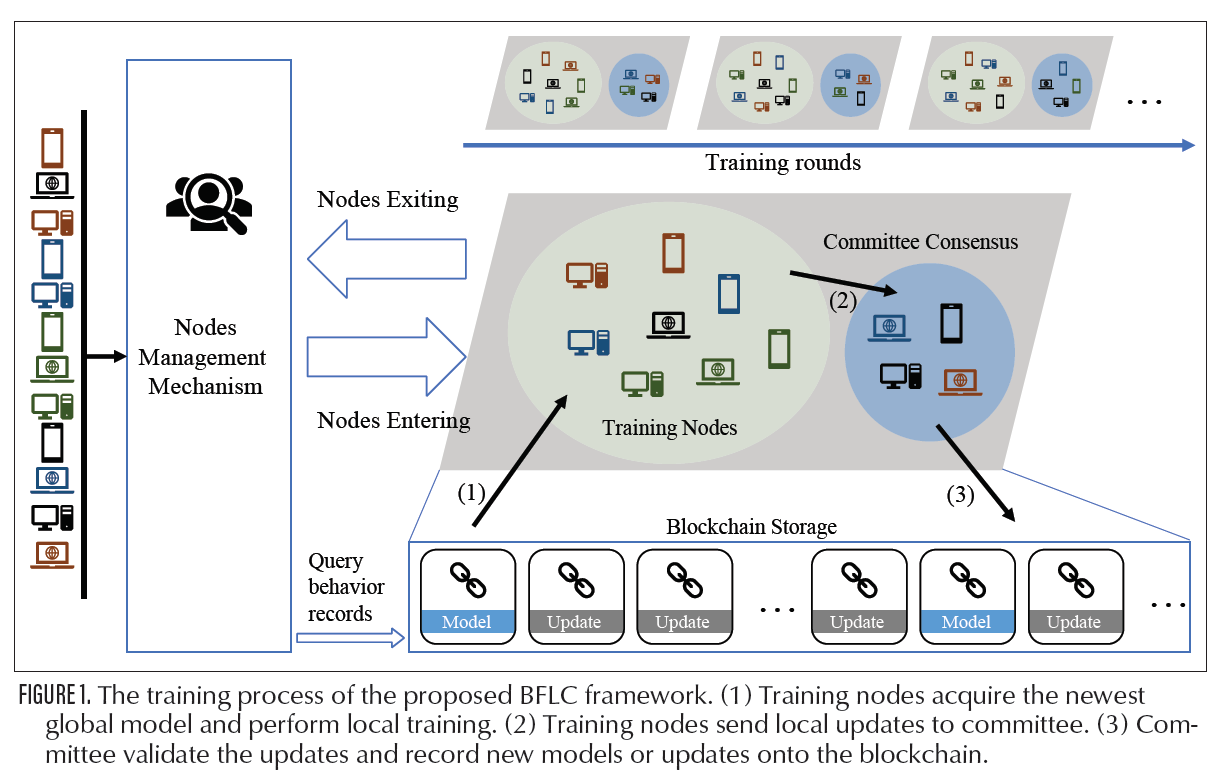 Training rounds
Nodes Exiting
Committee Consensus
(2)
Nodes
Management
Mechanism
Nodes Entering
Training Nodes
(1)
(3)
Blockchain Storage
Query
behavior
records
Model
Update
Update
...
Update
Model
Update
...
...
FIGURE 1. The training process of the proposed BFLC framework. (1) Training nodes acquire the newest
global model and perform local training. (2) Training nodes send local updates to committee. (3) Com-
mittee validate the updates and record new models or updates onto the blockchain.